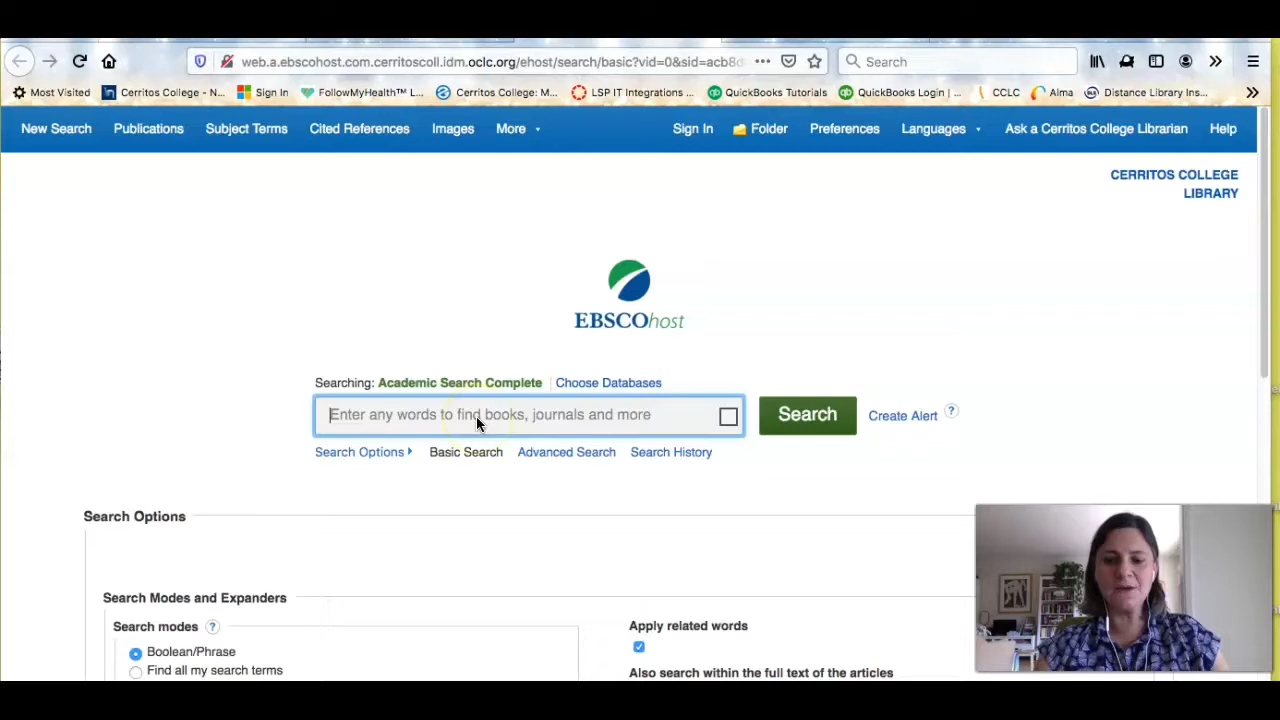 web.a.ebscohost.com.cerritoscoll.idm.oclc.org/ehost/search/basic?vid=0&sid=acb8d
Search
Most Visited Cerritos College - N... Sign In FollowMyHealth™ L... Cerritos College: M... LSP IT Integrations ... QuickBooks Tutorials QuickBooks Login | ... CCLC Alma Distance Library Ins...
New Search Publications Subject Terms Cited References Images More Sign In Folder Preferences Languages Ask a Cerritos College Librarian Help
CERRITOS COLLEGE
LIBRARY
EBSCOhost
Searching: Academic Search Complete Choose Databases
Enter any words to find books, journals and more Search Create Alert ?
Search Options Basic Search Advanced Search Search History
Search Options
Search Modes and Expanders
Search modes ? Apply related words
Boolean/Phrase
Find all my search terms Also search within the full text of the articles